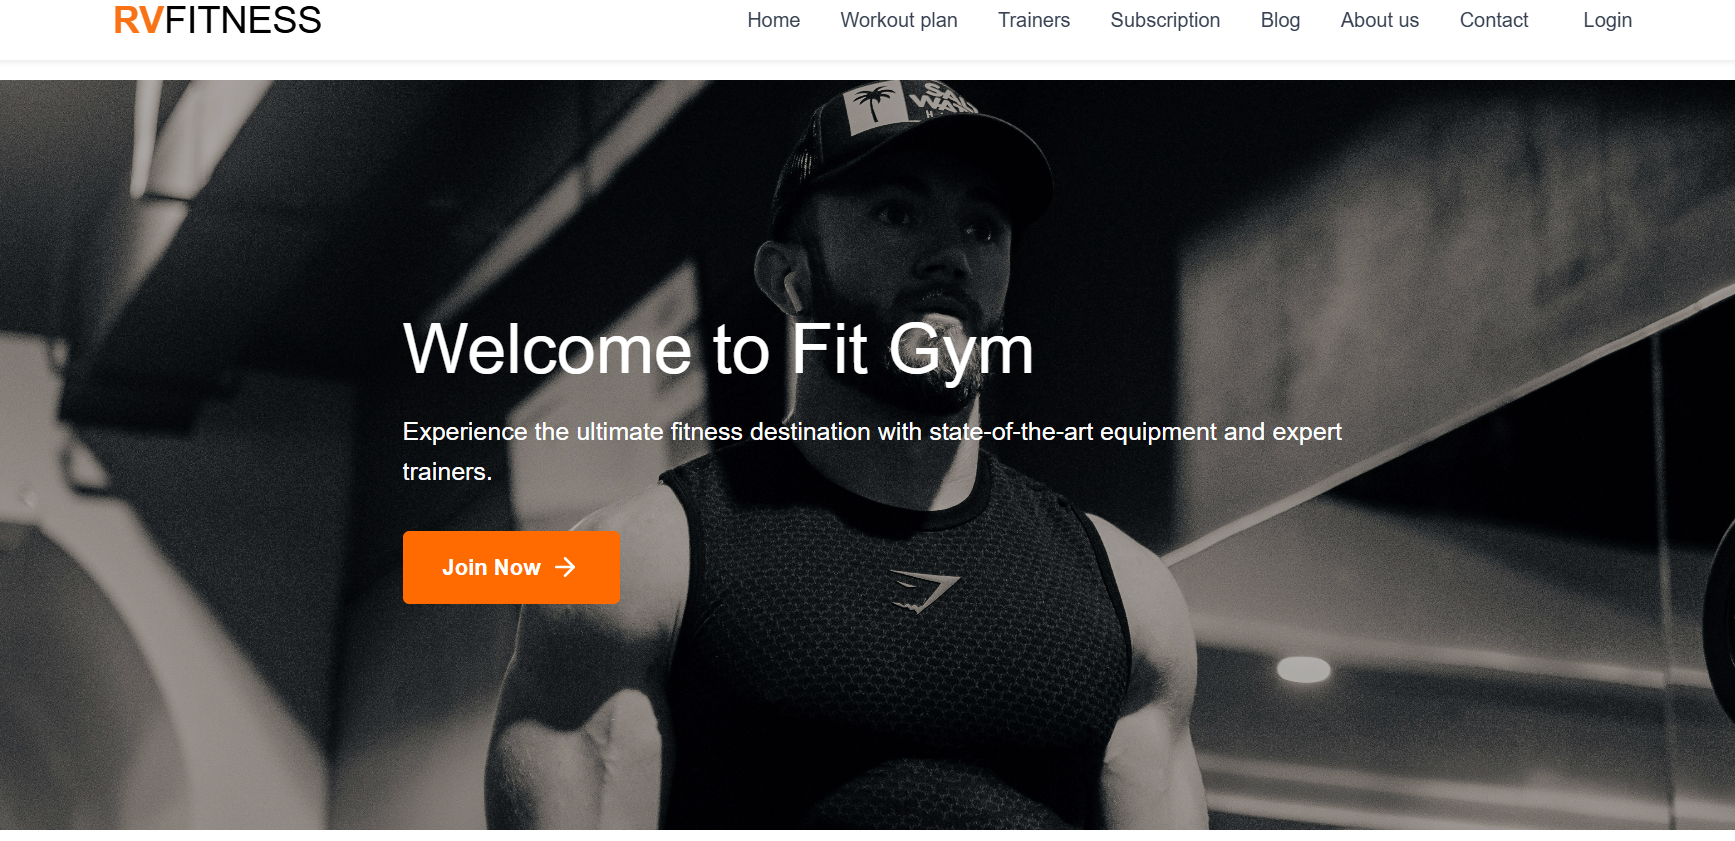 RVFITNESS
Home Workout plan Trainers Subscription Blog About us Contact Login
Welcome to Fit Gym
Experience the ultimate fitness destination with state-of-the-art equipment and expert
trainers.
Join Now